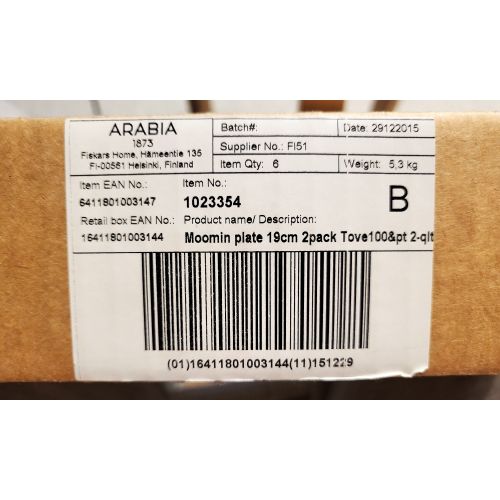 ARABIA
1873
Fiskars Home, Hämeentie 135
FI-00561 Helsinki, Finland
Batch#:
Date: 29122015
Supplier No.: FI51
Item Qty: 6
Weight: 5,3 kg
Item EAN No.:
6411801003147
Item No.:
1023354
B
Retail box EAN No.:
16411801003144
Product name/ Description:
Moomin plate 19cm 2pack Tove100&pt 2-qlt
(01)16411801003144(11)151229